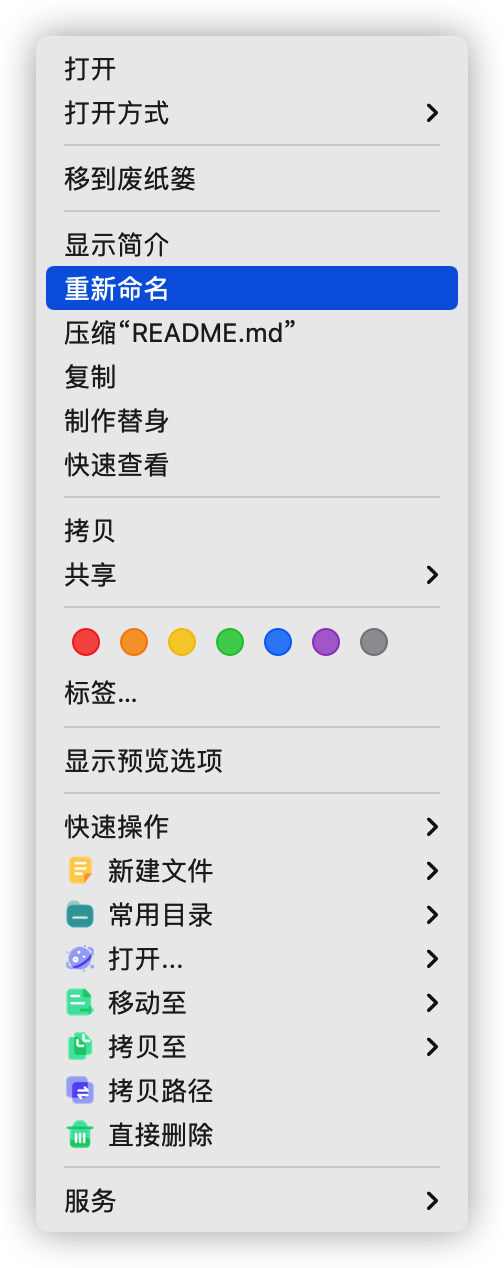 打开
打开方式
移到废纸篓
显示简介
重新命名
压缩“README.md”
复制
制作替身
快速查看
拷贝
共享
标签...
显示预览选项
快速操作
新建文件
常用目录
打开...
移动至
拷贝至
拷贝路径
直接删除
服务